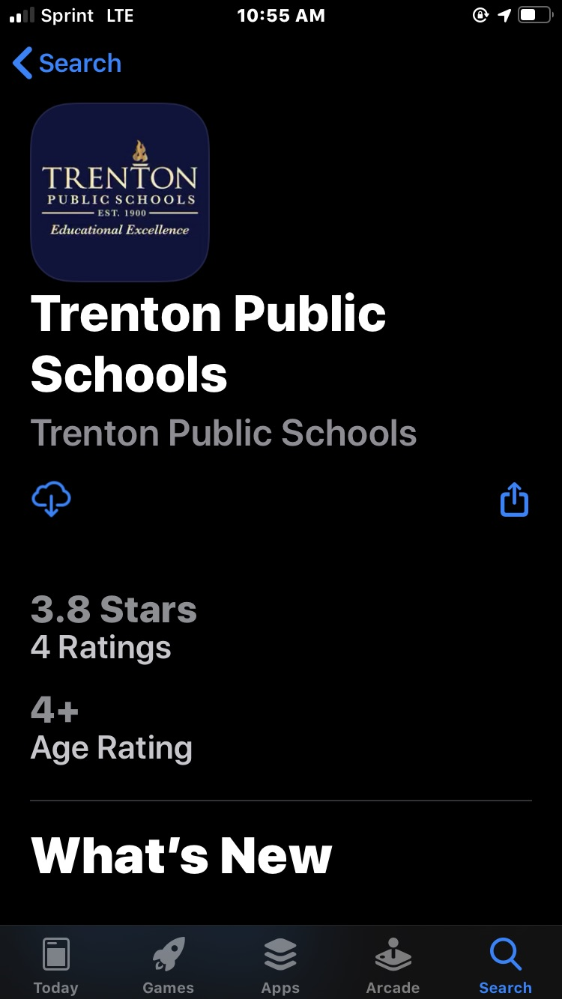 Sprint LTE 10:55 AM
Search
TRENTON
PUBLIC SCHOOLS
EST. 1900
Educational Excellence
Trenton Public
Schools
Trenton Public Schools
3.8 Stars
4 Ratings
4+
Age Rating
What's New
Today Games Apps Arcade Search